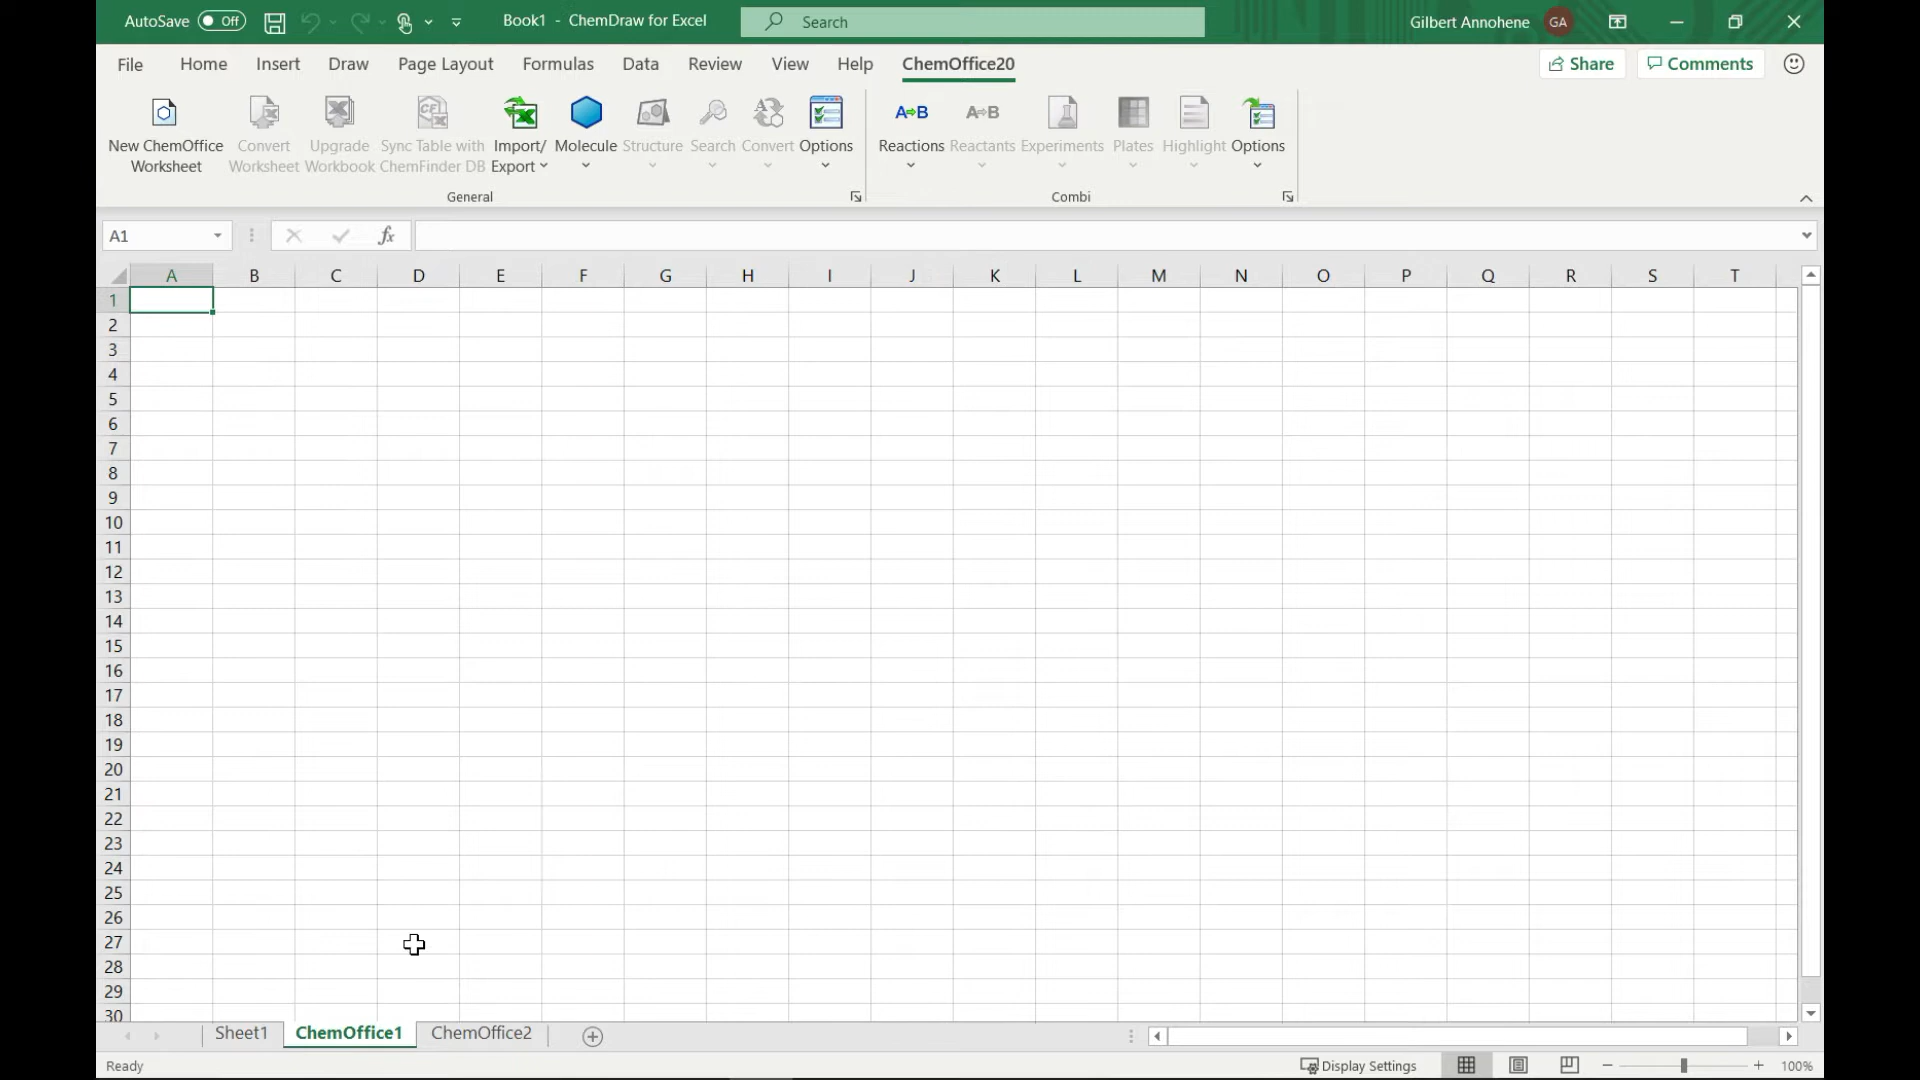 AutoSave Off Book1 - ChemDraw for Excel Search Gilbert Annohene GA
File Home Insert Draw Page Layout Formulas Data Review View Help ChemOffice20 Share Comments
New ChemOffice Worksheet
Convert Worksheet
Upgrade Workbook
Sync Table with ChemFinder DB
Import/ Export
Molecule
Structure
Search
Convert
Options
Reactions
Reactants
Experiments
Plates
Highlight
Options
General Combi
A1 fx
A B C D E F G H I J K L M N O P Q R S T
1
2
3
4
5
6
7
8
9
10
11
12
13
14
15
16
17
18
19
20
21
22
23
24
25
26
27
28
29
30
Sheet1 ChemOffice1 ChemOffice2
Ready Display Settings 100%